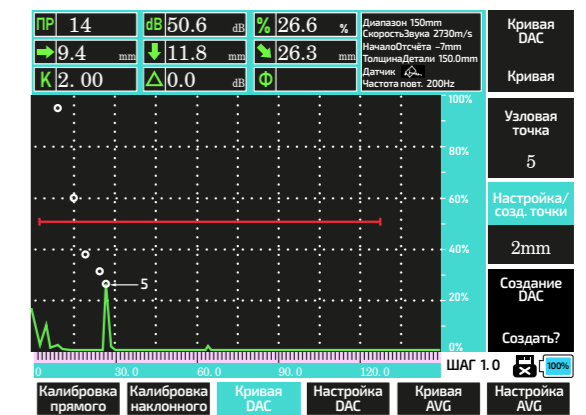 ПР 14 dB 50.6 dB % 26.6 %
9.4 mm 11.8 mm 26.3 mm
K 2.00 0.0 dB Ф
Диапазон 150mm
СкоростьЗвука 2730m/s
НачалоОтсчёта –7mm
ТолщинаДетали 150.0mm
Датчик
Частота повт. 200Hz
Кривая
DAC
Кривая
Узловая
точка
5
Настройка/
созд. точки
2mm
Создание
DAC
Создать?
100%
80%
60%
40%
20%
0%
5
0 30.0 60.0 90.0 120.0
ШАГ 1.0 100%
Калибровка
прямого
Калибровка
наклонного
Кривая
DAC
Настройка
DAC
Кривая
AVG
Настройка
AVG